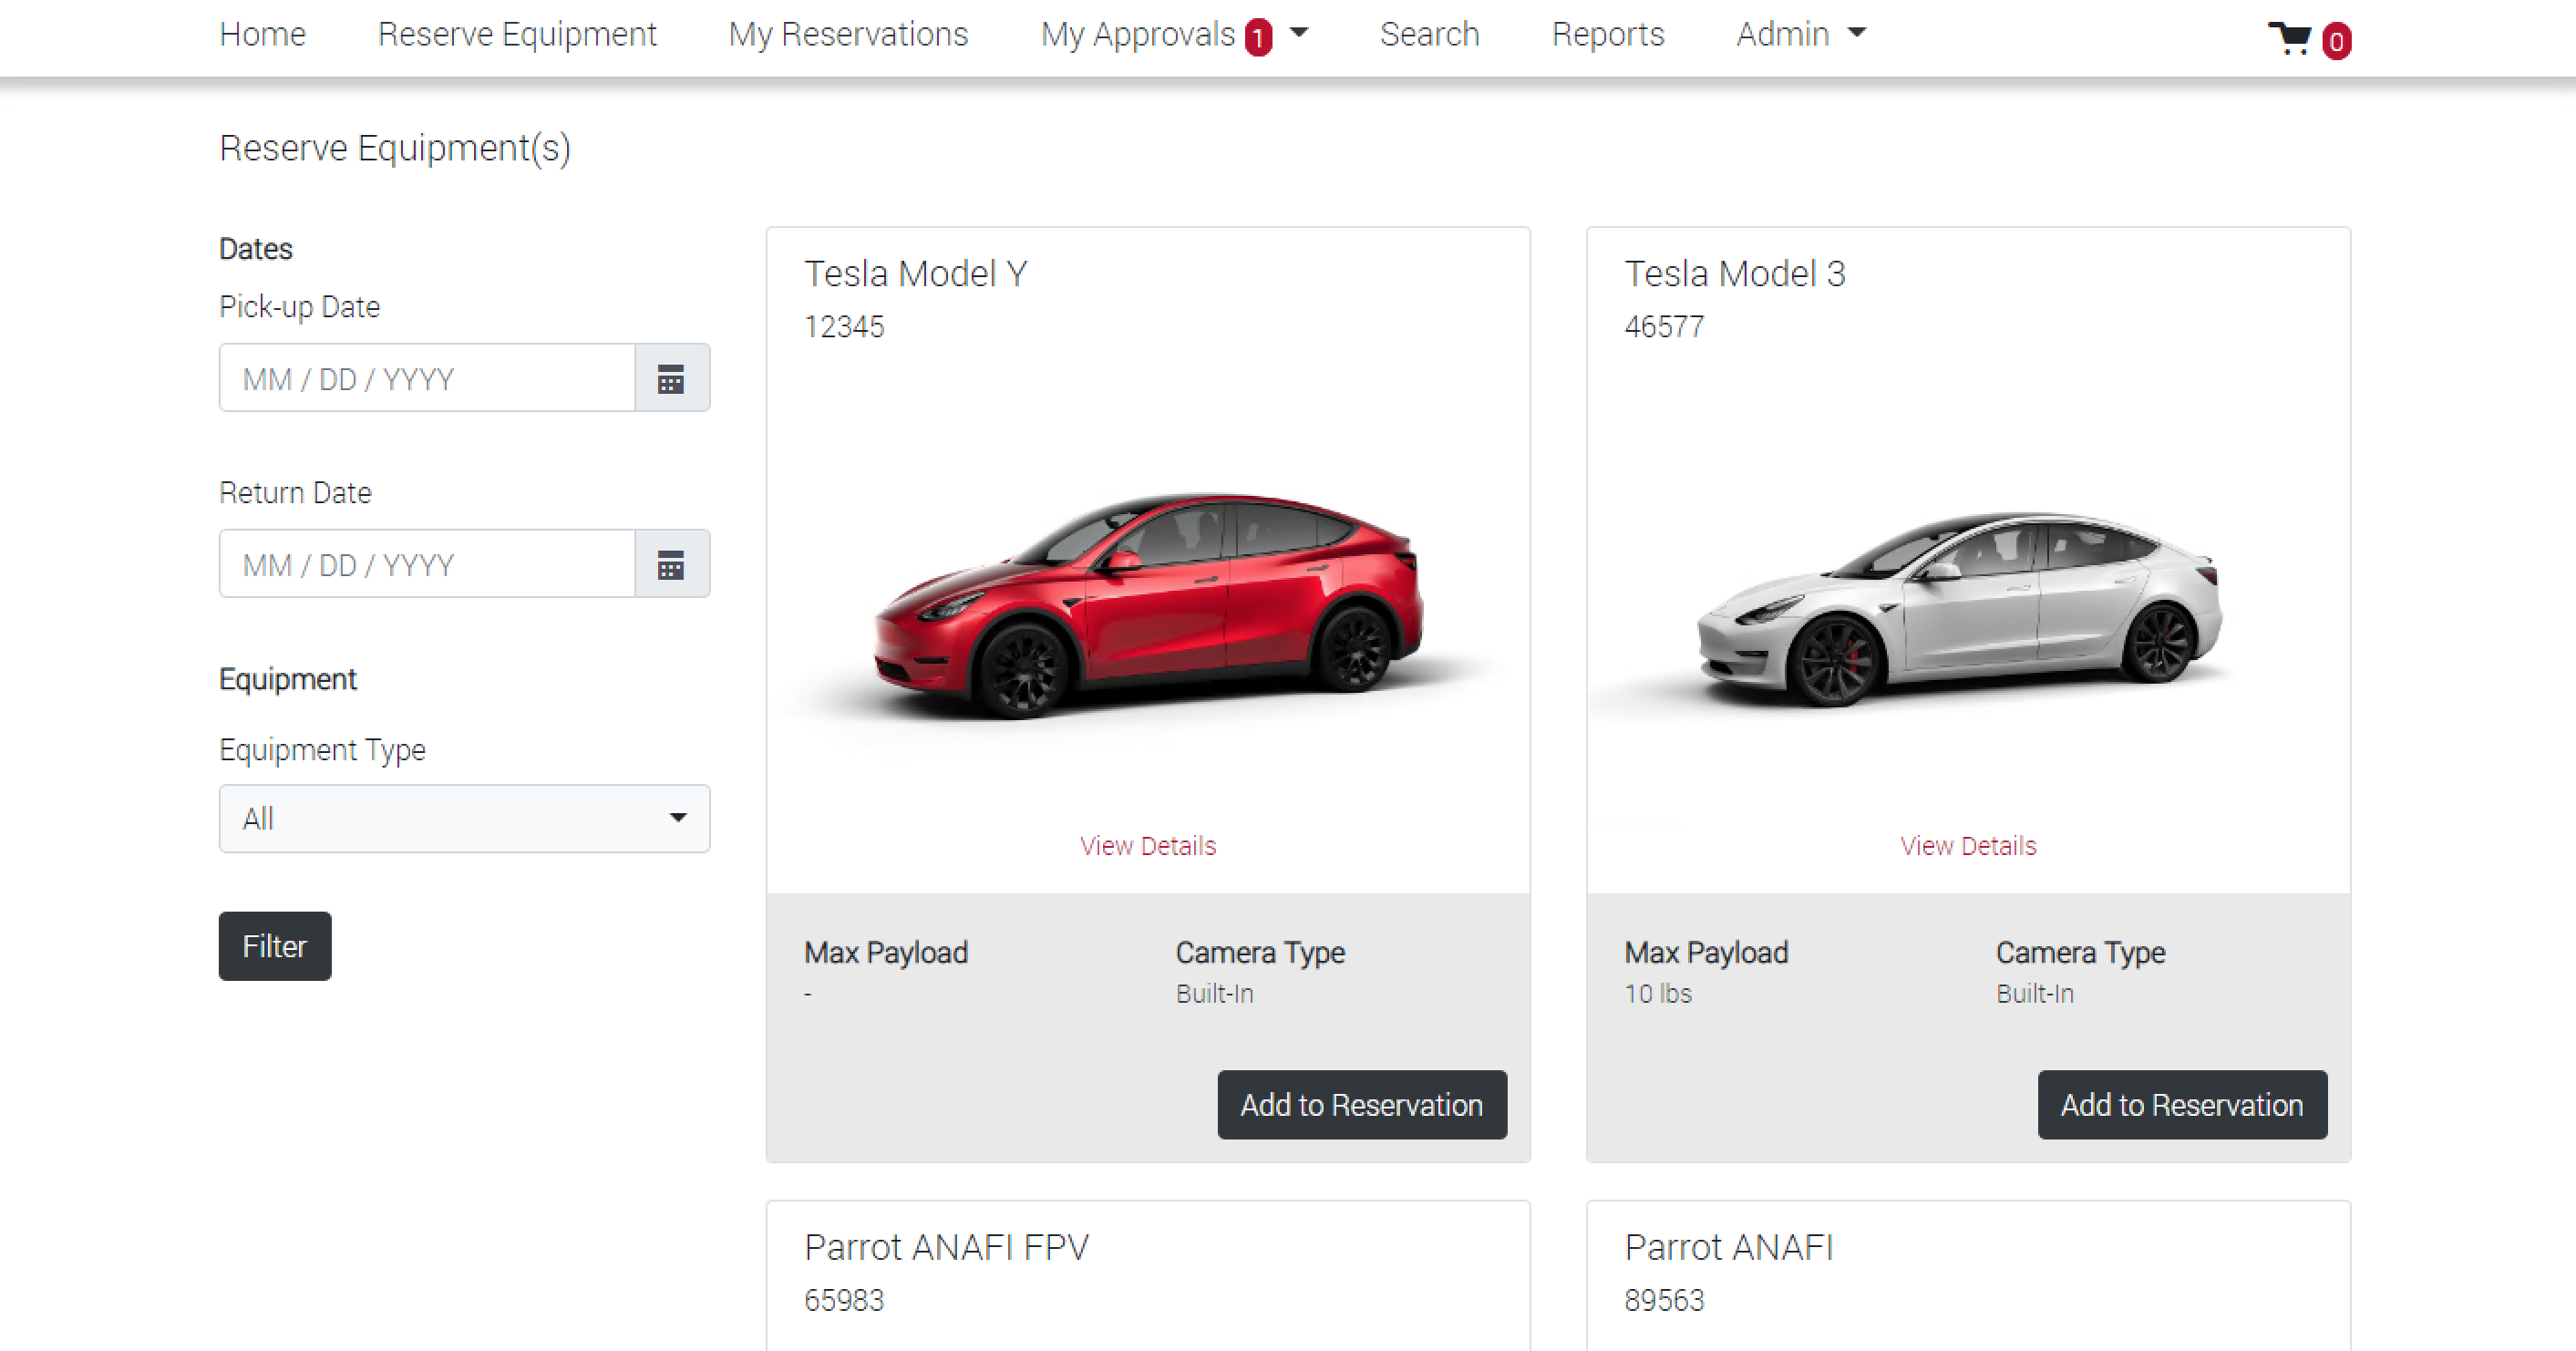 Home Reserve Equipment My Reservations My Approvals 1 Search Reports Admin 0
Reserve Equipment(s)
Dates
Pick-up Date
MM / DD / YYYY
Return Date
MM / DD / YYYY
Equipment
Equipment Type
All
Filter
Tesla Model Y
12345
View Details
Max Payload Camera Type
- Built-In
Add to Reservation
Tesla Model 3
46577
View Details
Max Payload Camera Type
10 lbs Built-In
Add to Reservation
Parrot ANAFI FPV
65983
Parrot ANAFI
89563